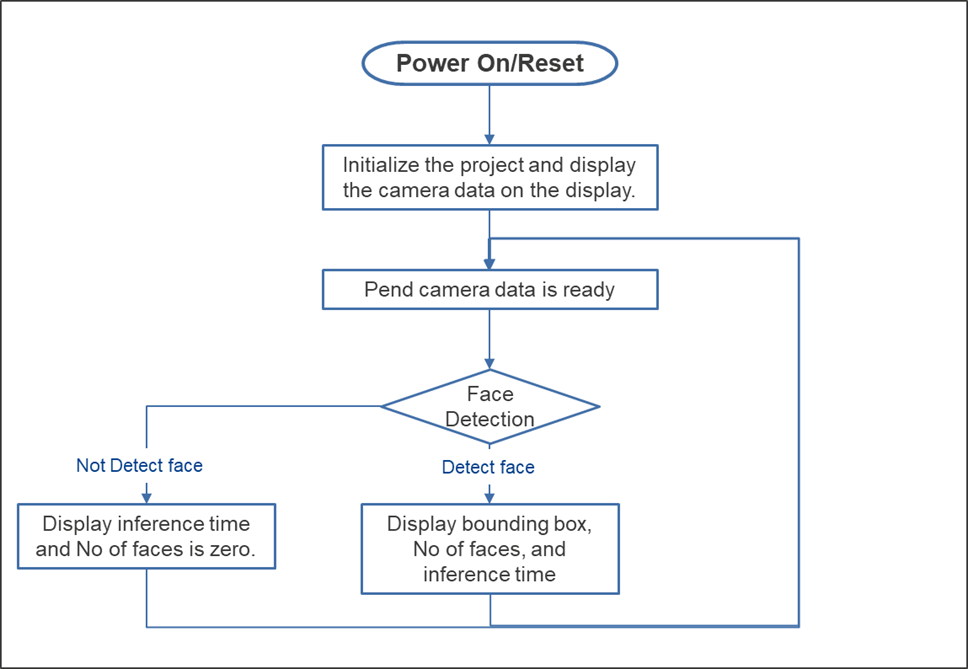 Power On/Reset
Initialize the project and display
the camera data on the display.
Pend camera data is ready
Face
Detection
Not Detect face
Detect face
Display inference time
and No of faces is zero.
Display bounding box,
No of faces, and
inference time